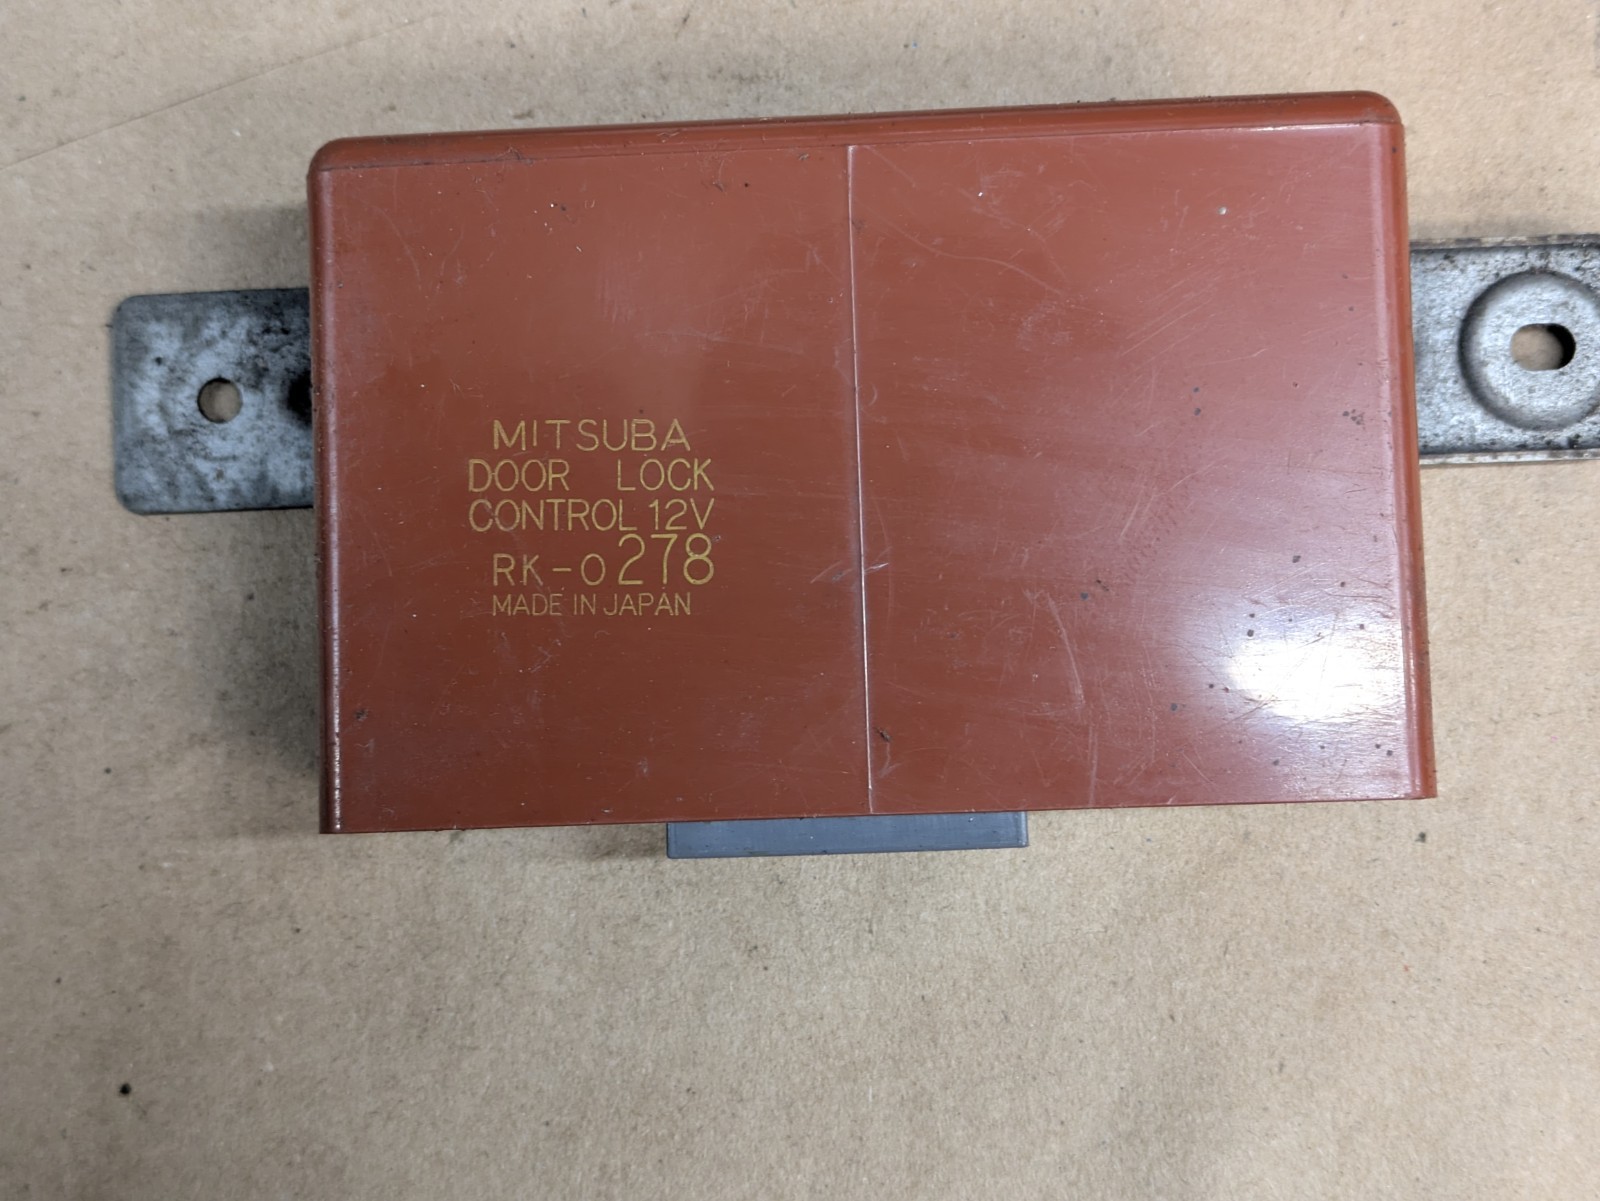 MITSUBA
DOOR LOCK
CONTROL 12V
RK-0278
MADE IN JAPAN